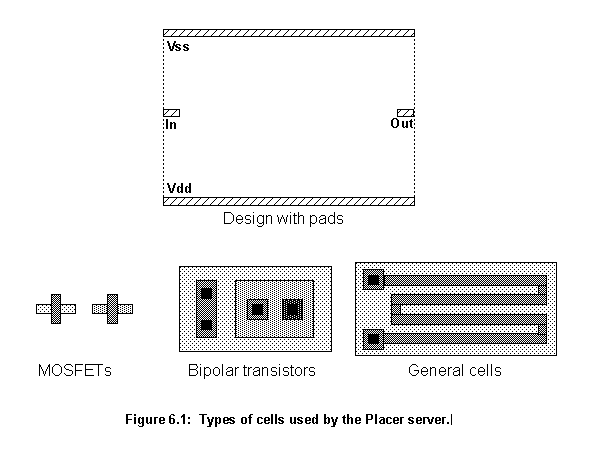 Vss
In
Out
Vdd
Design with pads
MOSFETs
Bipolar transistors
General cells
Figure 6.1: Types of cells used by the Placer server.